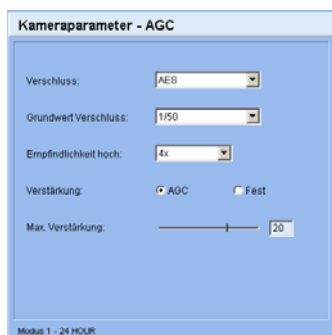 Kameraparameter - AGC
Verschluss: AES
Grundwert Verschluss: 1/50
Empfindlichkeit hoch: 4x
Verstärkung: AGC Fest
Max. Verstärkung: 20
Modus 1 - 24 HOUR